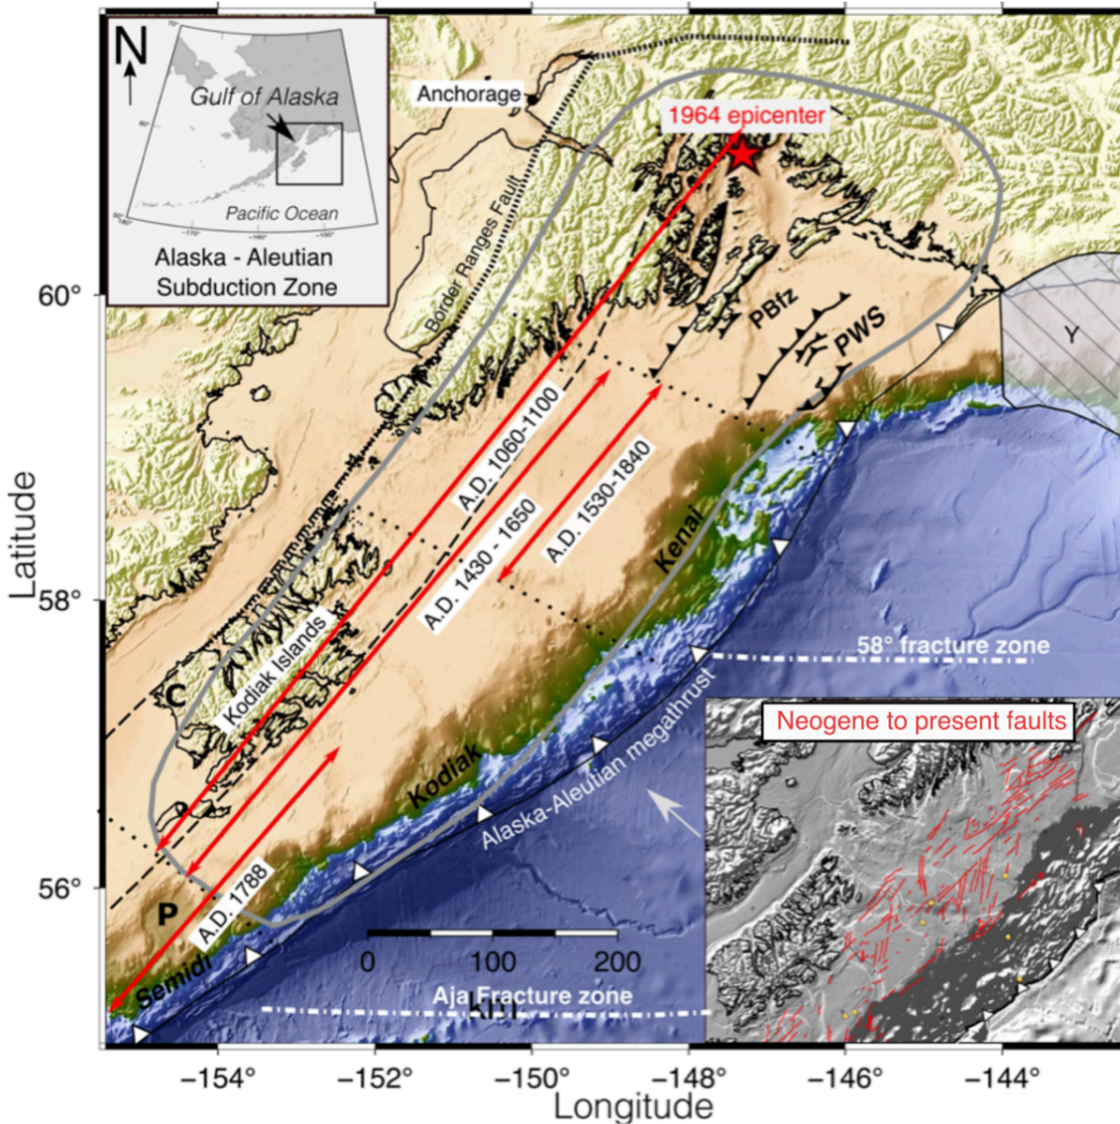 N
Gulf of Alaska
Pacific Ocean
Alaska - Aleutian
Subduction Zone
Anchorage
1964 epicenter
Border Ranges Fault
PBfz
PWS
Y
A.D. 1060-1100
A.D. 1430 - 1650
A.D. 1530-1840
Kenai
Kodiak Islands
C
58° fracture zone
Neogene to present faults
Kodiak
Alaska-Aleutian megathrust
A.D. 1788
P
Semidi
0 100 200
km
Aja Fracture zone
60°
58°
56°
Latitude
−154° −152° −150° −148° −146° −144°
Longitude